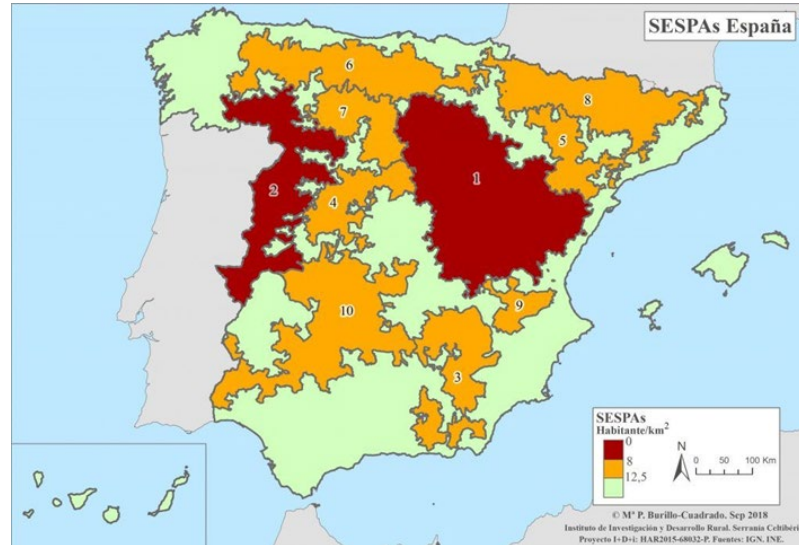 SESPAs España
6
8
7
5
1
2
4
9
10
3
SESPAs
Habitante/km²
0
8
12,5
N
0 50 100 Km
© Mª P. Burillo-Cuadrado. Sep 2018
Instituto de Investigación y Desarrollo Rural. Serranía Celtibéri
Proyecto I+D+i: HAR2015-68032-P. Fuentes: IGN. INE.